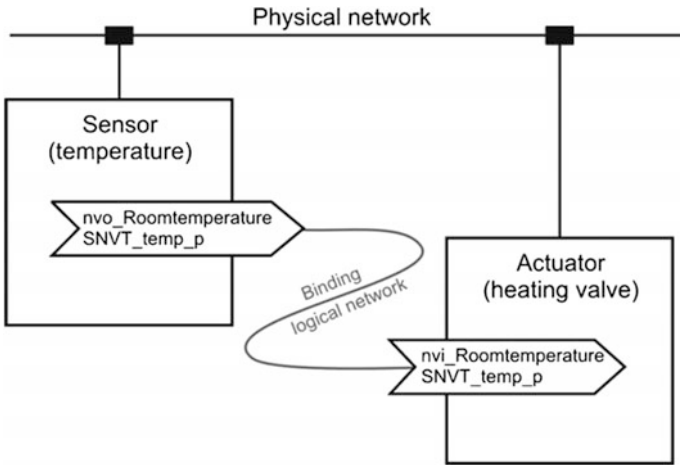 Physical network
Sensor
(temperature)
nvo_Roomtemperature
SNVT_temp_p
Binding
logical network
Actuator
(heating valve)
nvi_Roomtemperature
SNVT_temp_p